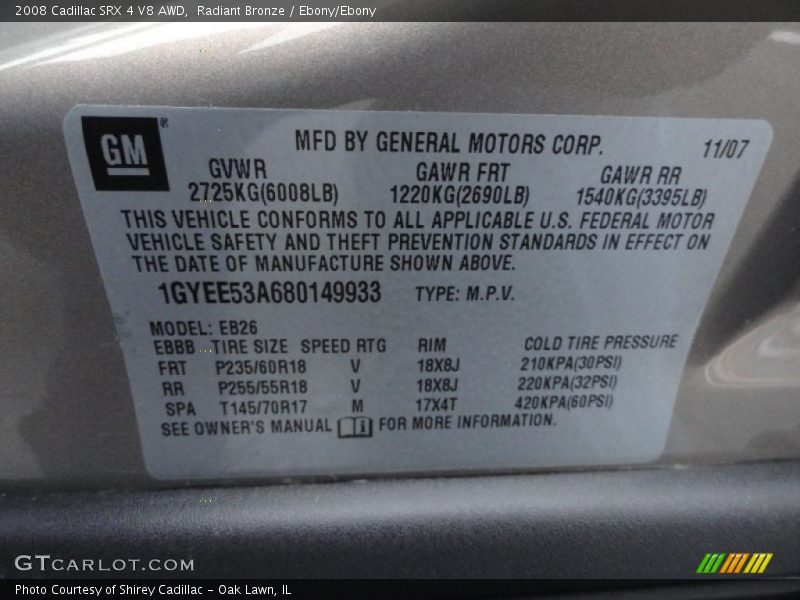 2008 Cadillac SRX 4 V8 AWD,  Radiant Bronze / Ebony/Ebony
GM
®
MFD BY GENERAL MOTORS CORP. 11/07
GVWR GAWR FRT GAWR RR
2725KG(6008LB) 1220KG(2690LB) 1540KG(3395LB)
THIS VEHICLE CONFORMS TO ALL APPLICABLE U.S. FEDERAL MOTOR
VEHICLE SAFETY AND THEFT PREVENTION STANDARDS IN EFFECT ON
THE DATE OF MANUFACTURE SHOWN ABOVE.
1GYEE53A680149933 TYPE: M.P.V.
MODEL: EB26
EBBB TIRE SIZE SPEED RTG RIM COLD TIRE PRESSURE
FRT P235/60R18 V 18X8J 210KPA(30PSI)
RR P255/55R18 V 18X8J 220KPA(32PSI)
SPA T145/70R17 M 17X4T 420KPA(60PSI)
SEE OWNER'S MANUAL i FOR MORE INFORMATION.
GTCARLOT.COM
Photo Courtesy of Shirey Cadillac - Oak Lawn, IL